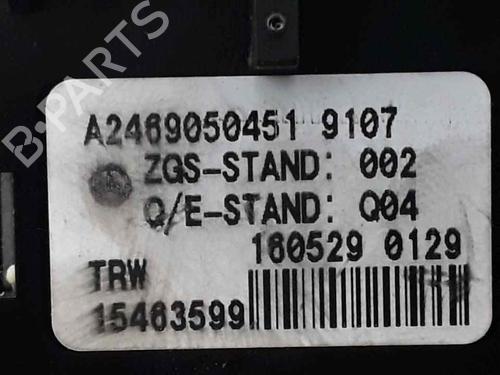 A2469050451 9107
ZGS-STAND: 002
Q/E-STAND: Q04
160529 0129
TRW
15463599
B-PARTS